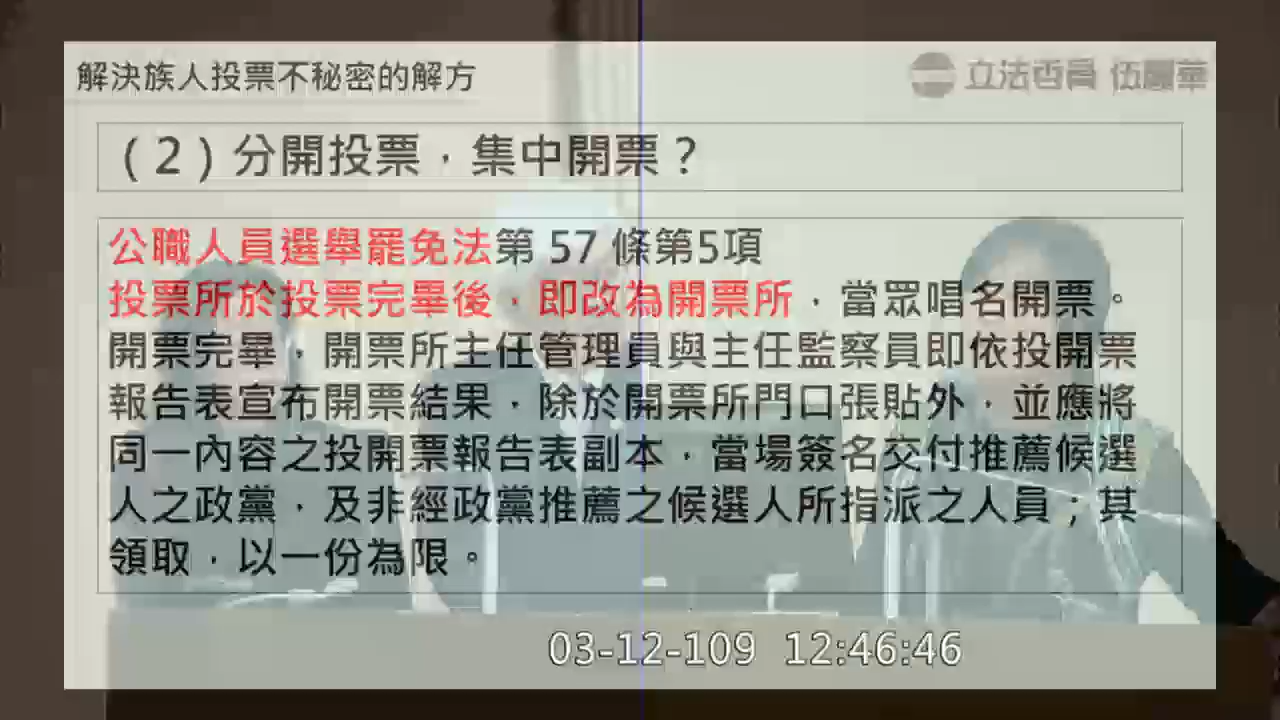 解決族人投票不秘密的解方
立法委員 伍麗華
(2)分開投票，集中開票？
公職人員選舉罷免法第 57 條第5項
投票所於投票完畢後，即改為開票所，當眾唱名開票。
開票完畢，開票所主任管理員與主任監察員即依投開票
報告表宣布開票結果，除於開票所門口張貼外，並應將
同一內容之投開票報告表副本，當場簽名交付推薦候選
人之政黨，及非經政黨推薦之候選人所指派之人員；其
領取，以一份為限。
03-12-109 12:46:46